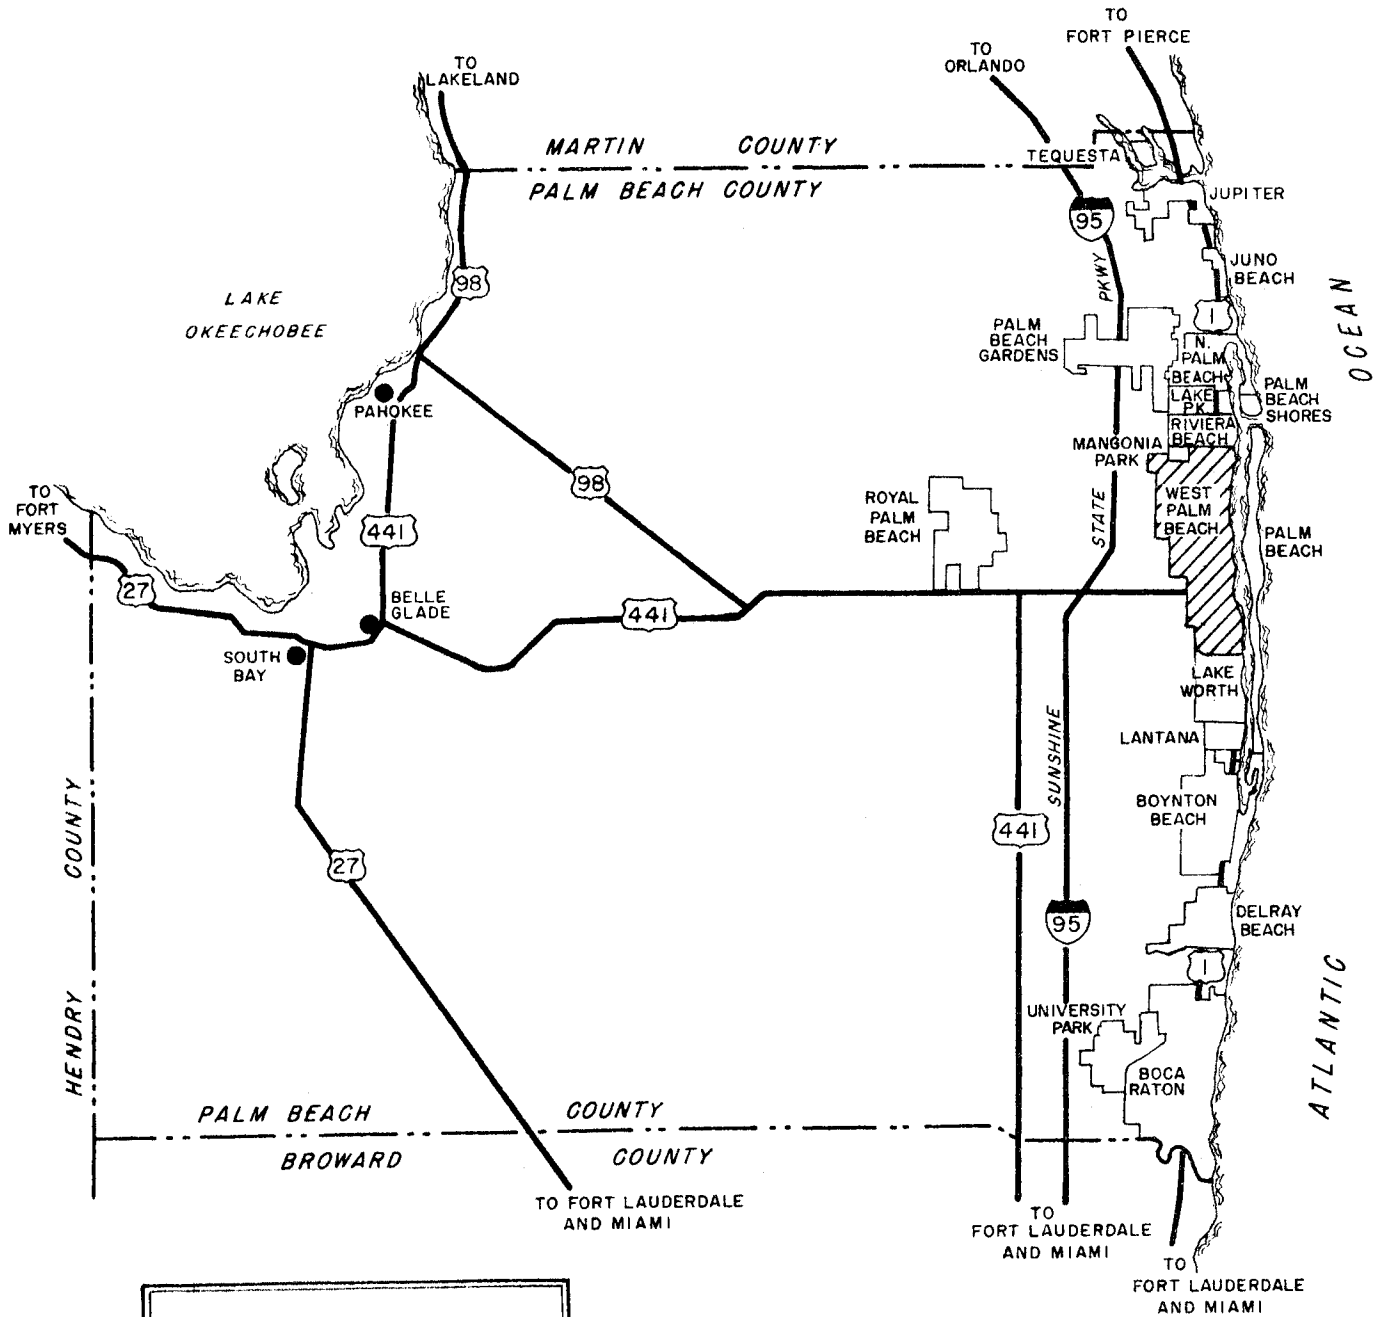 TO
FORT PIERCE
TO
ORLANDO
TO
LAKELAND
MARTIN COUNTY
TEQUESTA
PALM BEACH COUNTY
JUPITER
95
JUNO
BEACH
PKWY
98
LAKE
OKEECHOBEE
OCEAN
1
PALM
BEACH
GARDENS
N.
PALM
BEACH
PALM
BEACH
SHORES
LAKE
PK.
PAHOKEE
RIVIERA
BEACH
MANGONIA
PARK
98
TO
FORT
MYERS
ROYAL
PALM
BEACH
STATE
WEST
PALM
BEACH
PALM
BEACH
441
27
BELLE
GLADE
441
SOUTH
BAY
LAKE
WORTH
SUNSHINE
LANTANA
BOYNTON
BEACH
441
HENDRY COUNTY
27
95
DELRAY
BEACH
1
ATLANTIC
UNIVERSITY
PARK
BOCA
RATON
PALM BEACH COUNTY
BROWARD COUNTY
TO FORT LAUDERDALE
AND MIAMI
TO
FORT LAUDERDALE
AND MIAMI
TO
FORT LAUDERDALE
AND MIAMI